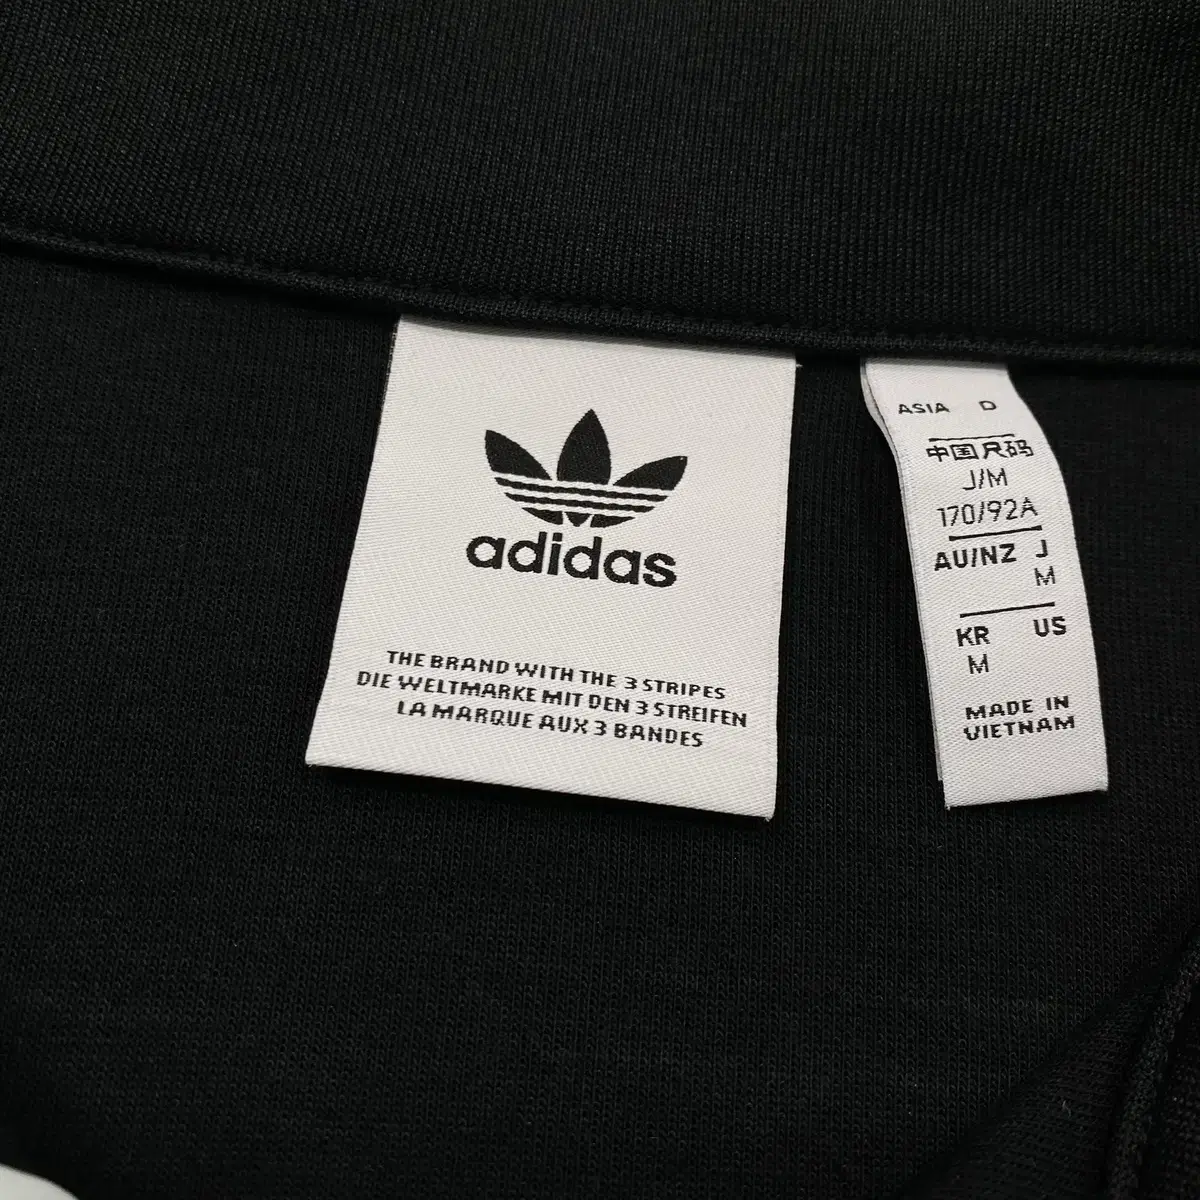 adidas
THE BRAND WITH THE 3 STRIPES
DIE WELTMARKE MIT DEN 3 STREIFEN
LA MARQUE AUX 3 BANDES
ASIA D
中国尺码
J/M
170/92A
AU/NZ J
M
KR US
M
MADE IN
VIETNAM